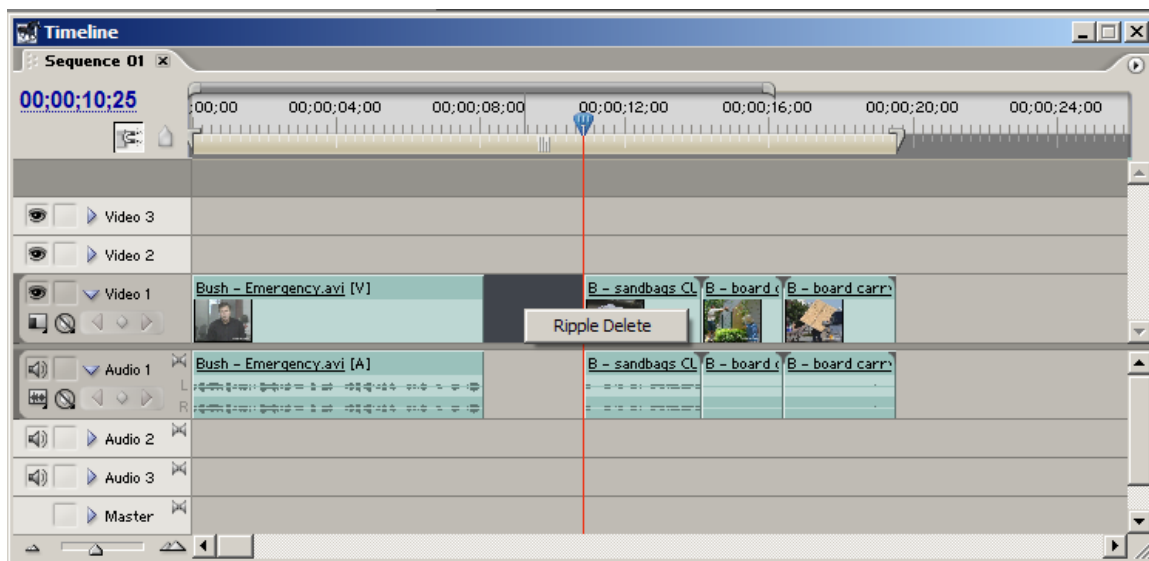 Timeline
Sequence 01
00;00;10;25
;00;00 00;00;04;00 00;00;08;00 00;00;12;00 00;00;16;00 00;00;20;00 00;00;24;00
Video 3
Video 2
Video 1
Bush - Emergency.avi [V]
B - sandbags CU
B - board c
B - board carry
Ripple Delete
Audio 1
L
R
Bush - Emergency.avi [A]
B - sandbags CU
B - board c
B - board carry
Audio 2
Audio 3
Master